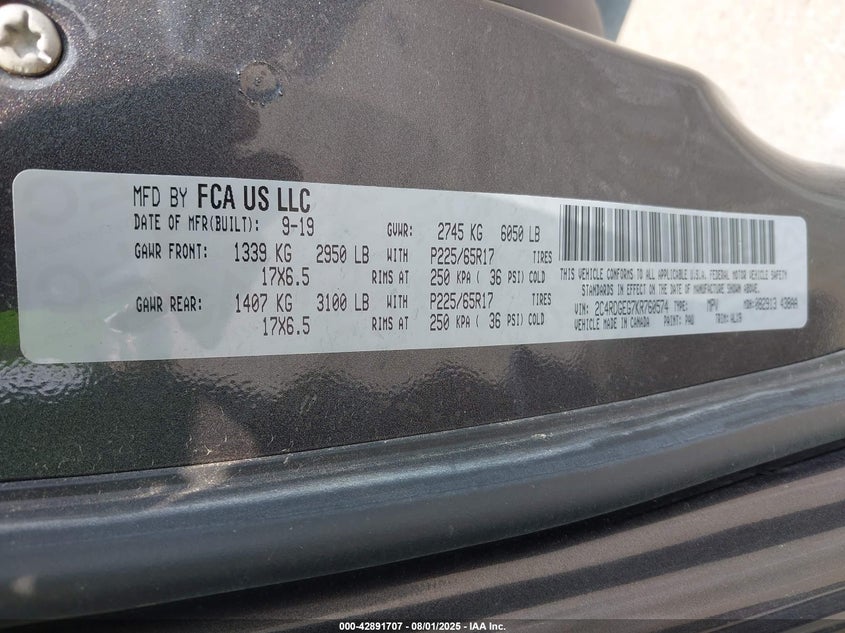 MFD BY FCA US LLC
DATE OF MFR(BUILT): 9-19 GVWR: 2745 KG 6050 LB
GAWR FRONT: 1339 KG 2950 LB WITH P225/65R17 TIRES
17X6.5 RIMS AT 250 KPA ( 36 PSI) COLD
GAWR REAR: 1407 KG 3100 LB WITH P225/65R17 TIRES
17X6.5 RIMS AT 250 KPA ( 36 PSI) COLD
THIS VEHICLE CONFORMS TO ALL APPLICABLE U.S.A. FEDERAL MOTOR VEHICLE SAFETY
STANDARDS IN EFFECT ON THE DATE OF MANUFACTURE SHOWN ABOVE.
VIN: 2C4RDGEG7KR760574 TYPE: MPV MDH: 082913 430AA
VEHICLE MADE IN CANADA PAINT: PAU TRIM:
000-42891707 - 08/01/2025 - IAA Inc.